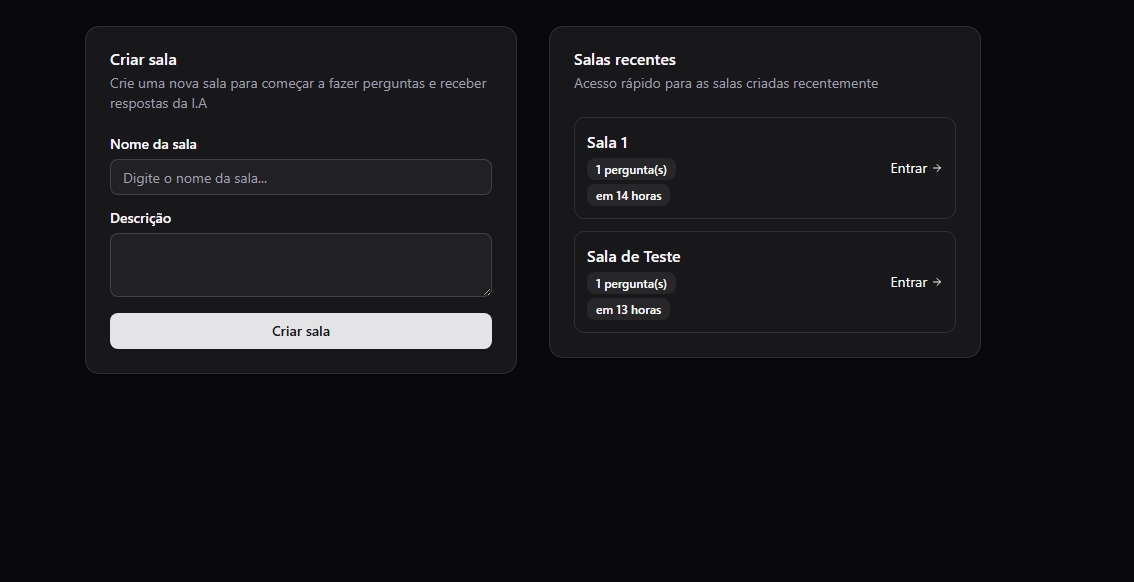 Criar sala
Crie uma nova sala para começar a fazer perguntas e receber
respostas da I.A
Nome da sala
Digite o nome da sala...
Descrição
Criar sala
Salas recentes
Acesso rápido para as salas criadas recentemente
Sala 1
1 pergunta(s)
em 14 horas
Entrar →
Sala de Teste
1 pergunta(s)
em 13 horas
Entrar →